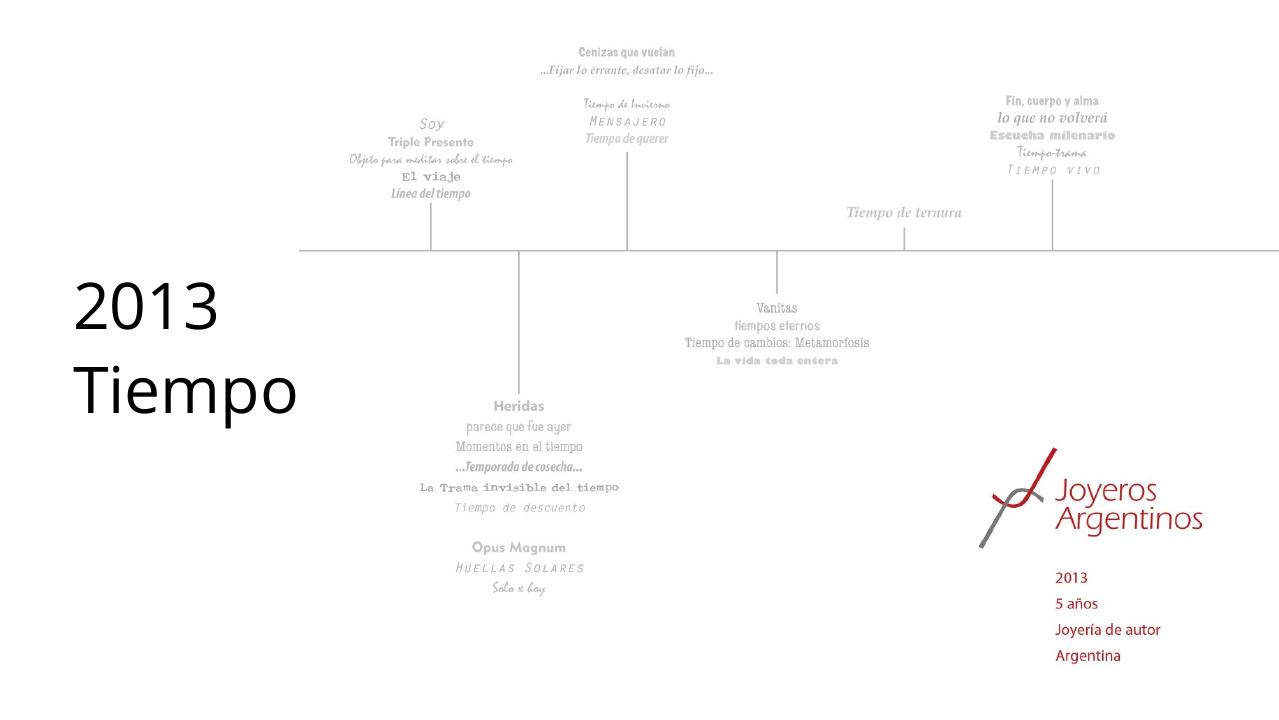 2013
Tiempo
Soy
Triple Presente
Objeto para meditar sobre el tiempo
El viaje
Línea del tiempo
Cenizas que vuelan
...Fijar lo errante, desatar lo fijo...
Tiempo de Invierno
MENSAJERO
Tiempo de querer
Tiempo de ternura
Fin, cuerpo y alma
lo que no volverá
Escucha milenario
Tiempo-trama
TIEMPO VIVO
Heridas
parece que fue ayer
Momentos en el tiempo
...Temporada de cosecha...
La Trama invisible del tiempo
Tiempo de descuento
Opus Magnum
HUELLAS SOLARES
Sólo x hoy
Vanitas
tiempos eternos
Tiempo de cambios: Metamorfosis
La vida toda entera
Joyeros
Argentinos
2013
5 años
Joyería de autor
Argentina